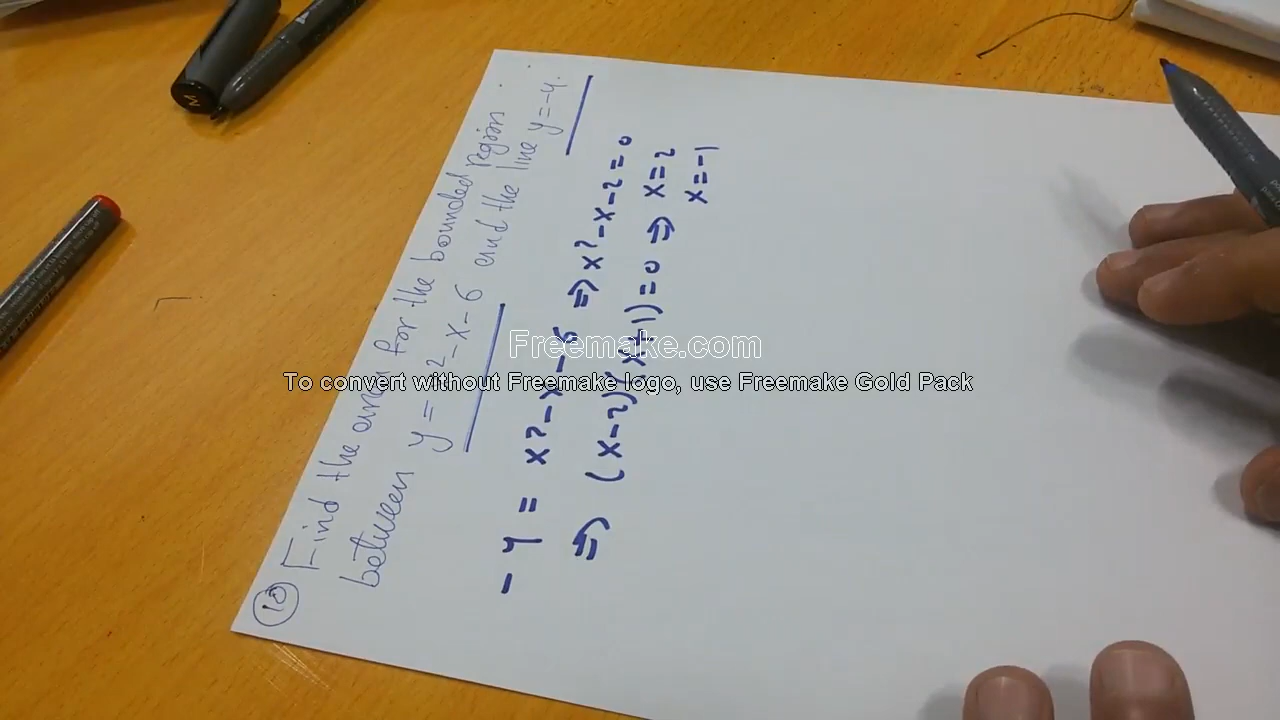 10 Find the area for the bounded region
between y = x² - x - 6 and the line y = -4.
-4 = x² - x - 6 ⇒ x² - x - 2 = 0
⇒ (x-2)(x+1) = 0 ⇒ x = 2
x = -1
Freemake.com
To convert without Freemake logo, use Freemake Gold Pack